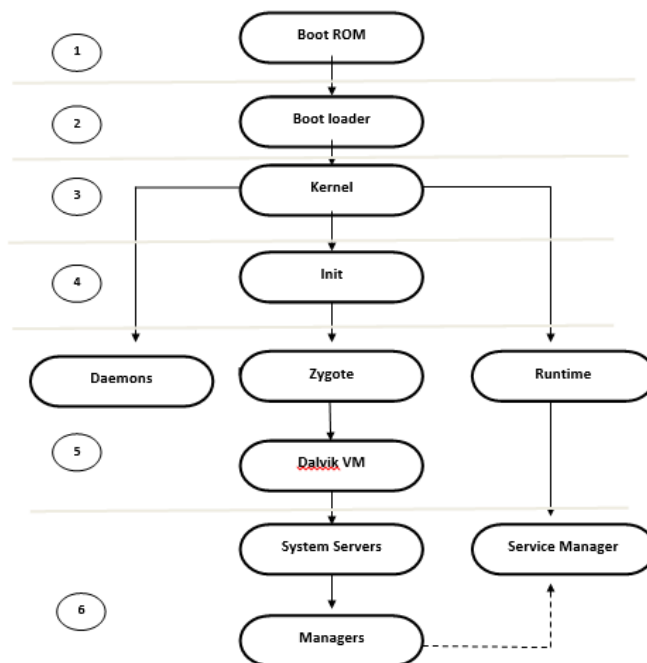 Boot ROM
1
Boot loader
2
Kernel
3
Init
4
Daemons
Zygote
Runtime
5
Dalvik VM
System Servers
Service Manager
6
Managers